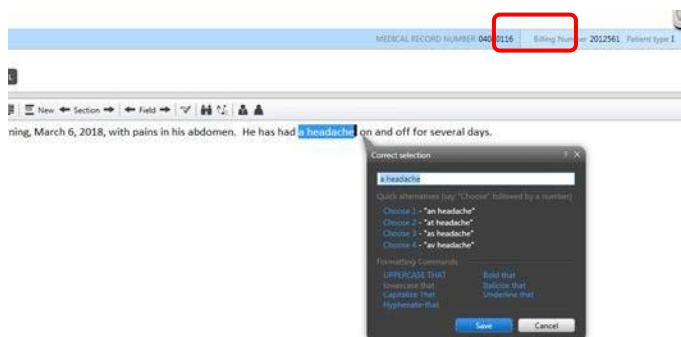 MEDICAL RECORD NUMBER 04000116 Billing Number 2012561 Patient type I
New Section Field
ning, March 6, 2018, with pains in his abdomen. He has had a headache on and off for several days.
Correct selection ? X
a headache
Quick alternatives (say "Choose" followed by a number)
Choose 1 - "an headache"
Choose 2 - "at headache"
Choose 3 - "as headache"
Choose 4 - "av headache"
Formatting Commands
UPPERCASE THAT Bold that
lowercase that Italicize that
Capitalize That Underline that
Hyphenate-that
Save Cancel